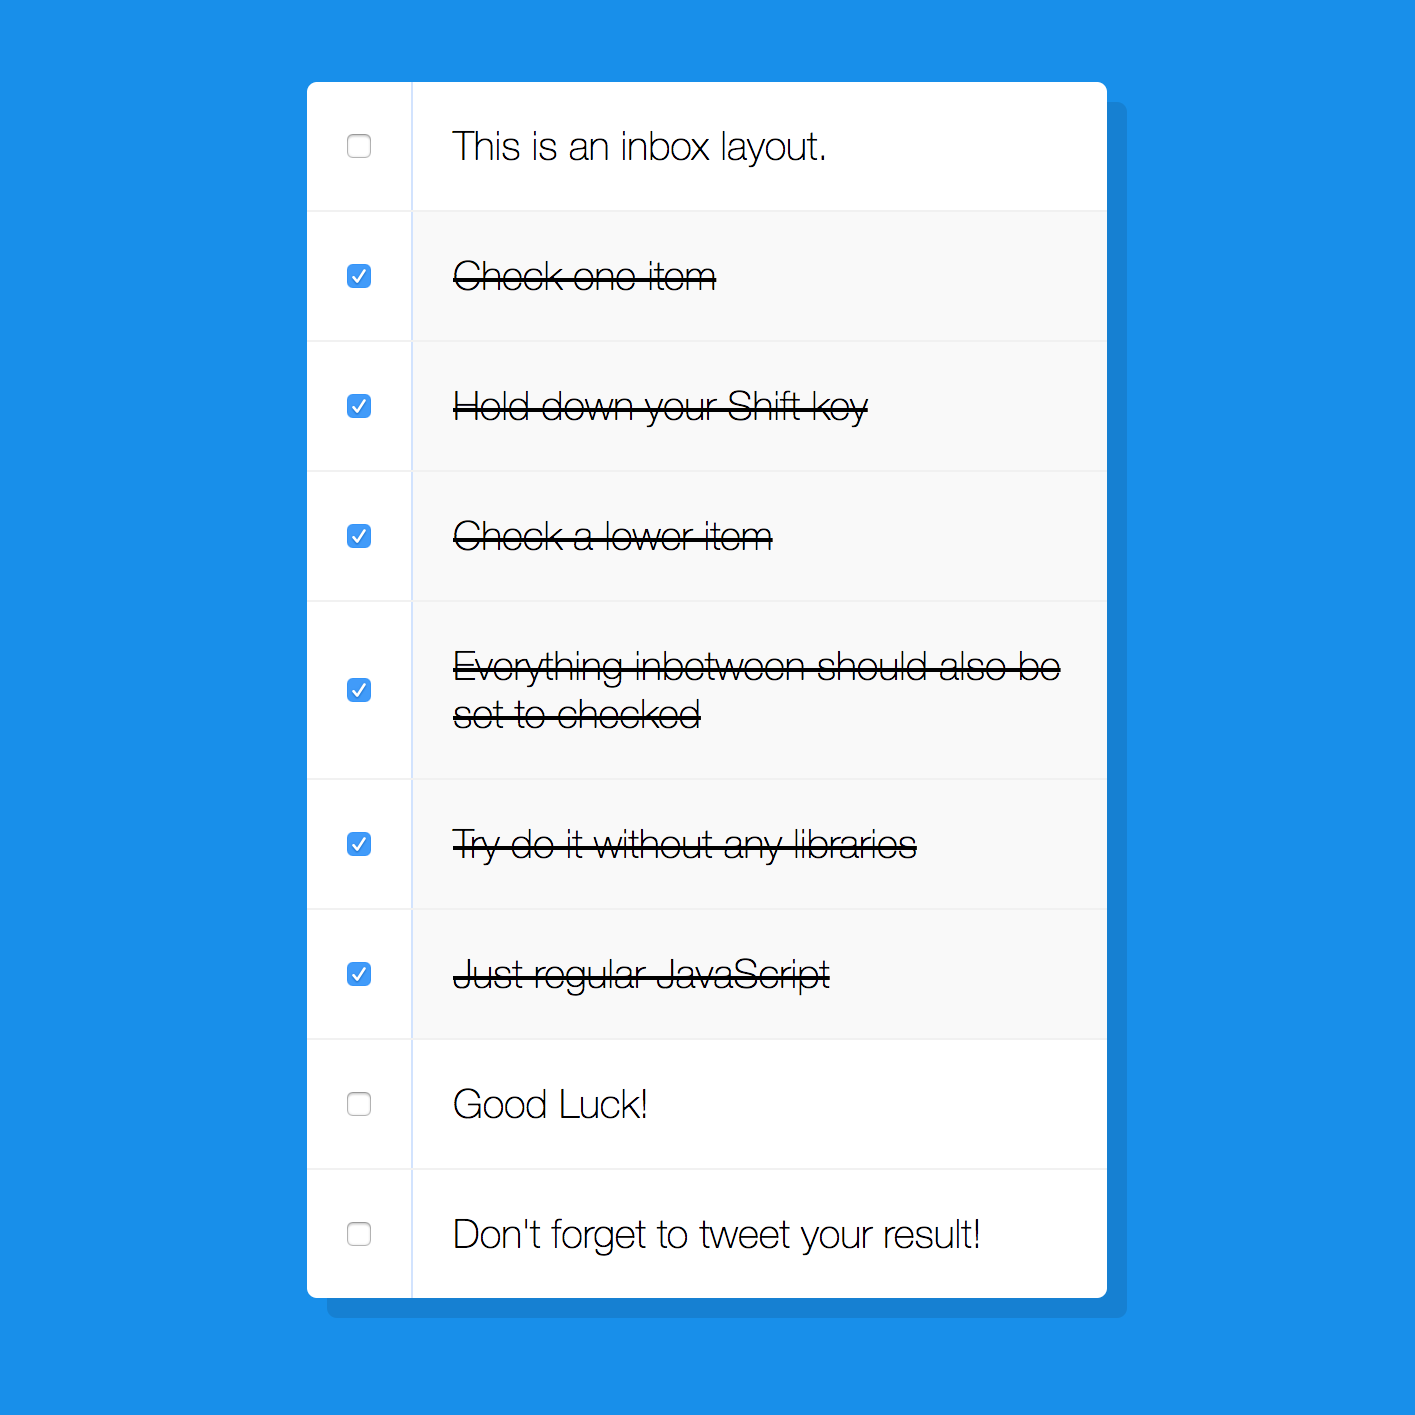 This is an inbox layout.
Check one item
Hold down your Shift key
Check a lower item
Everything inbetween should also be
set to checked
Try do it without any libraries
Just regular JavaScript
Good Luck!
Don't forget to tweet your result!